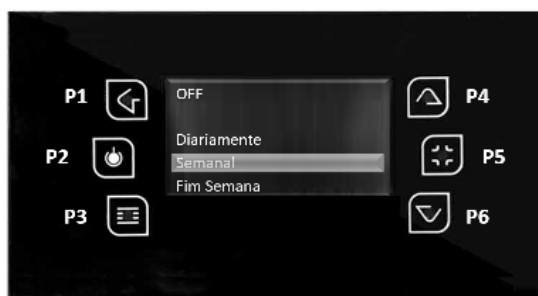 P1
P2
P3
OFF
Diariamente
Semanal
Fim Semana
P4
P5
P6